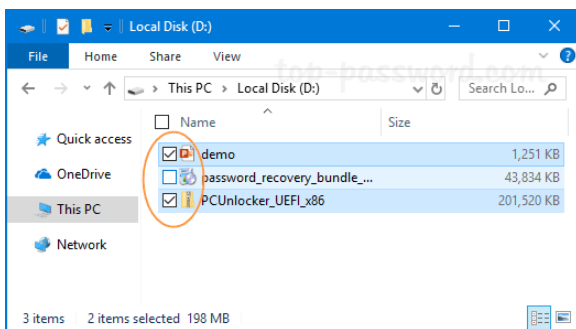 Local Disk (D:)
File Home Share View
top-password.com
This PC > Local Disk (D:) Search Lo...
Name Size
Quick access
demo 1,251 KB
OneDrive
password_recovery_bundle_... 43,834 KB
This PC
PCUnlocker_UEFI_x86 201,520 KB
Network
3 items 2 items selected 198 MB